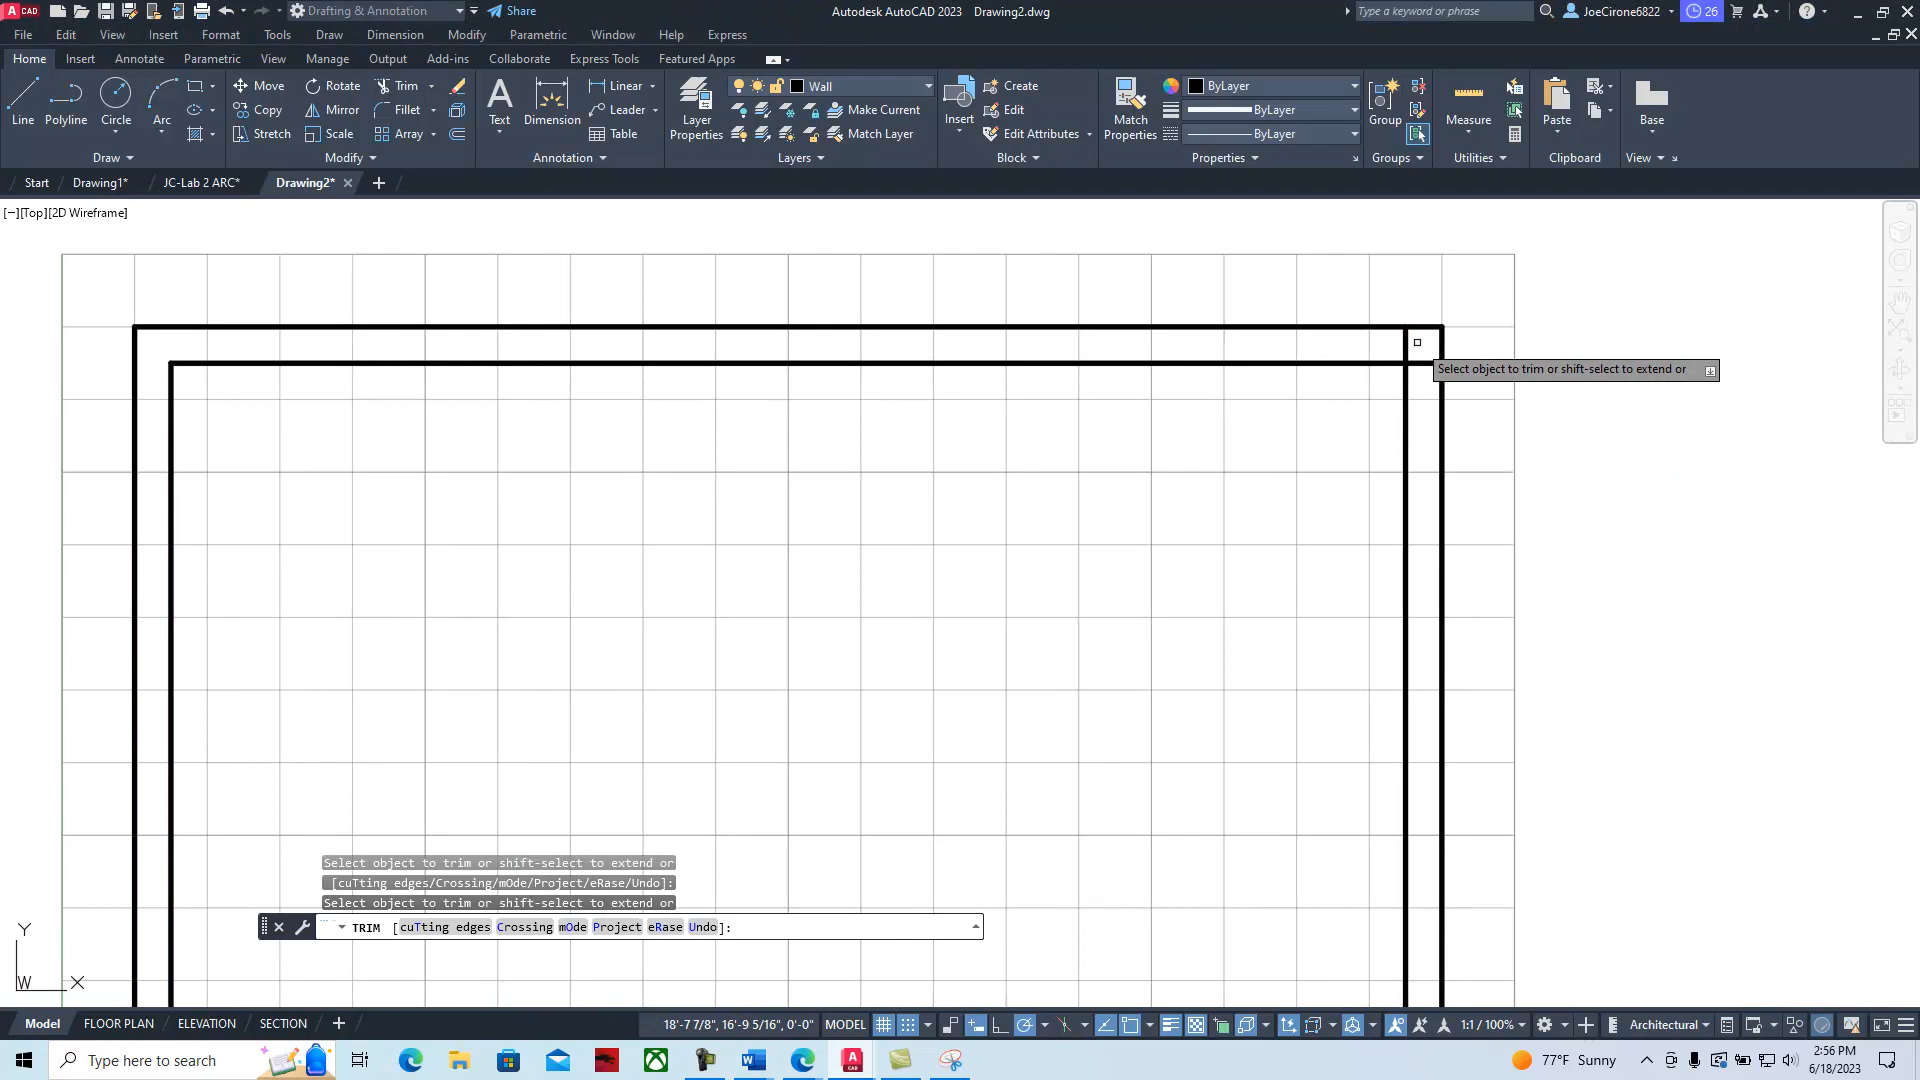 A CAD Drafting & Annotation Share Autodesk AutoCAD 2023 Drawing2.dwg Type a keyword or phrase JoeCirone6822 26
File Edit View Insert Format Tools Draw Dimension Modify Parametric Window Help Express
Home Insert Annotate Parametric View Manage Output Add-ins Collaborate Express Tools Featured Apps
Line Polyline Circle Arc
Move Rotate Trim
Copy Mirror Fillet
Stretch Scale Array
Text Dimension
Linear
Leader
Table
Layer Properties
Wall
Make Current
Match Layer
Insert
Create
Edit
Edit Attributes
Match Properties
ByLayer
ByLayer
ByLayer
Group Measure Paste Base
Draw Modify Annotation Layers Block Properties Groups Utilities Clipboard View
Start Drawing1* JC-Lab 2 ARC* Drawing2*
[−][Top][2D Wireframe]
Select object to trim or shift-select to extend or
Select object to trim or shift-select to extend or
[cuTting edges/Crossing/mOde/Project/eRase/Undo]:
Select object to trim or shift-select to extend or
TRIM [cuTting edges Crossing mOde Project eRase Undo]:
Y
W X
Model FLOOR PLAN ELEVATION SECTION 18'-7 7/8", 16'-9 5/16", 0'-0" MODEL 1:1 / 100% Architectural
Type here to search A CAD 77°F Sunny 2:56 PM
6/18/2023